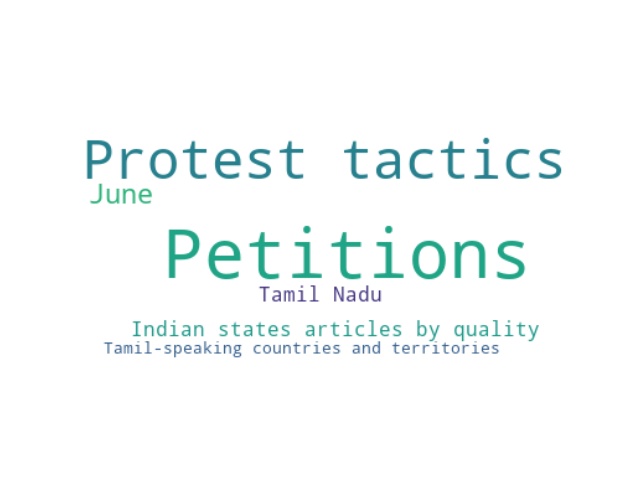 Protest tactics
June
Petitions
Tamil Nadu
Indian states articles by quality
Tamil-speaking countries and territories